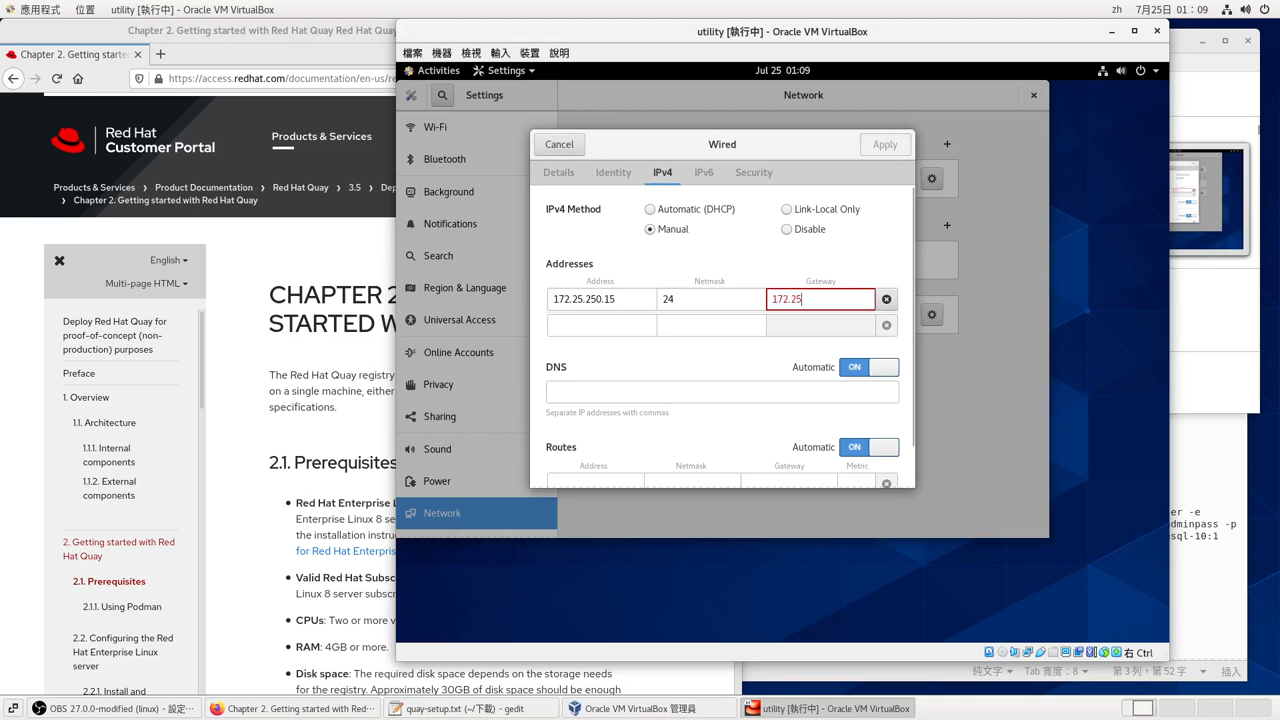 應用程式 位置 utility [執行中] - Oracle VM VirtualBox zh 7月25日 01:09
Chapter 2. Getting started with Red Hat Quay Red Hat Quay
utility [執行中] - Oracle VM VirtualBox
Chapter 2. Getting starte
檔案 機器 檢視 輸入 裝置 說明
https://access.redhat.com/documentation/en-us/re
Activities Settings Jul 25 01:09
Settings Network
Red Hat
Customer Portal
Products & Services
Products & Services Product Documentation Red Hat Quay 3.5 Dep
Chapter 2. Getting started with Red Hat Quay
English
Multi-page HTML
Deploy Red Hat Quay for
proof-of-concept (non-
production) purposes
Preface
1. Overview
1.1. Architecture
1.1.1. Internal
components
1.1.2. External
components
2. Getting started with Red
Hat Quay
2.1. Prerequisites
2.1.1. Using Podman
2.2. Configuring the Red
Hat Enterprise Linux
server
2.2.1. Install and
CHAPTER 2
STARTED W
The Red Hat Quay registry
on a single machine, either
specifications.
2.1. Prerequisites
Red Hat Enterprise L
Enterprise Linux 8 se
the installation instruc
for Red Hat Enterpris
Valid Red Hat Subsc
Linux 8 server subscr
CPUs: Two or more v
RAM: 4GB or more.
Disk space: The required disk space depends on the storage needs
for the registry. Approximately 30GB of disk space should be enough
Wi-Fi
Bluetooth
Background
Notifications
Search
Region & Language
Universal Access
Online Accounts
Privacy
Sharing
Sound
Power
Network
Cancel Wired Apply
Details Identity IPv4 IPv6 Security
IPv4 Method Automatic (DHCP) Link-Local Only
Manual Disable
Addresses
Address Netmask Gateway
172.25.250.15 24 172.25
DNS Automatic ON
Separate IP addresses with commas
Routes Automatic ON
Address Netmask Gateway Metric
er -e
dminpass -p
sql-10:1
右 Ctrl
純文字 Tab 寬度:8 第 3 列,第 52 字 插入
OBS 27.0.0-modified (linux) - 設定… Chapter 2. Getting started with Red… quay-setup.txt (~/下載) - gedit Oracle VM VirtualBox 管理員 utility [執行中] - Oracle VM VirtualBox